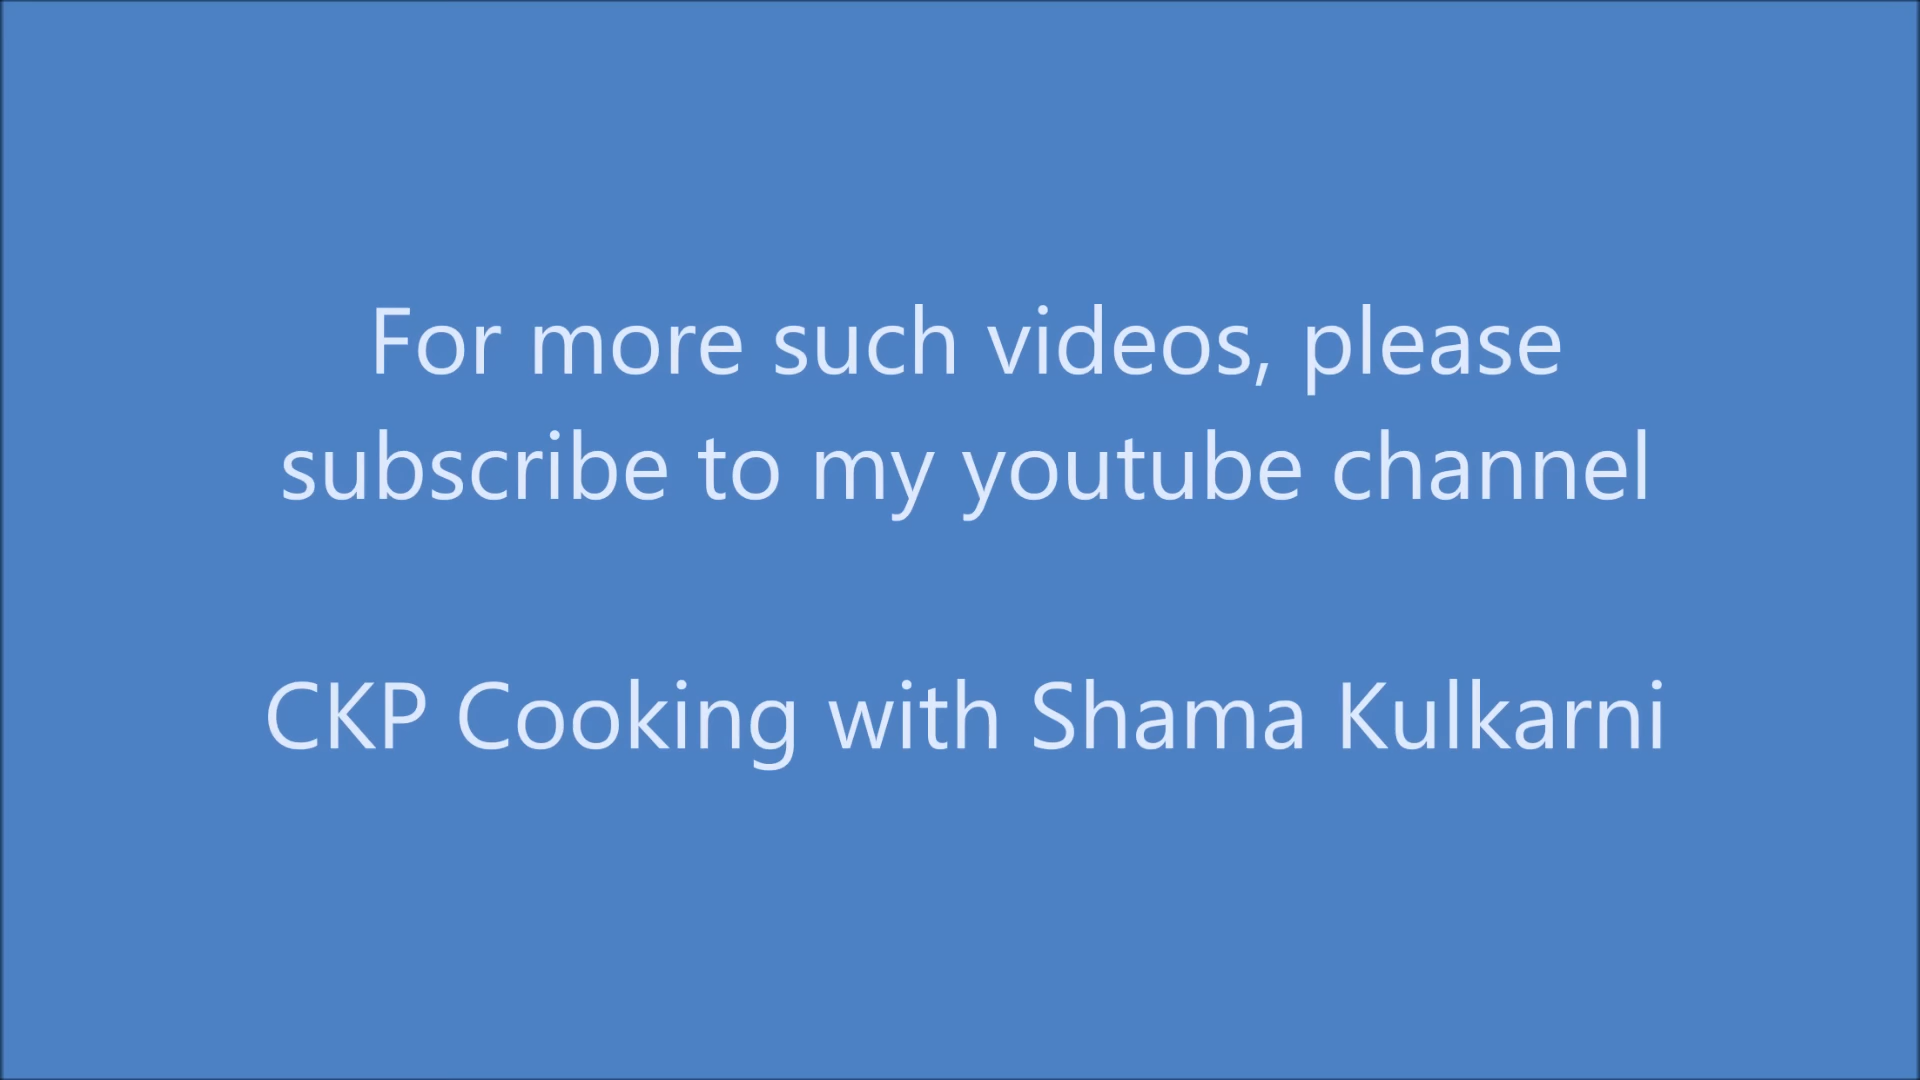 For more such videos, please
subscribe to my youtube channel
CKP Cooking with Shama Kulkarni